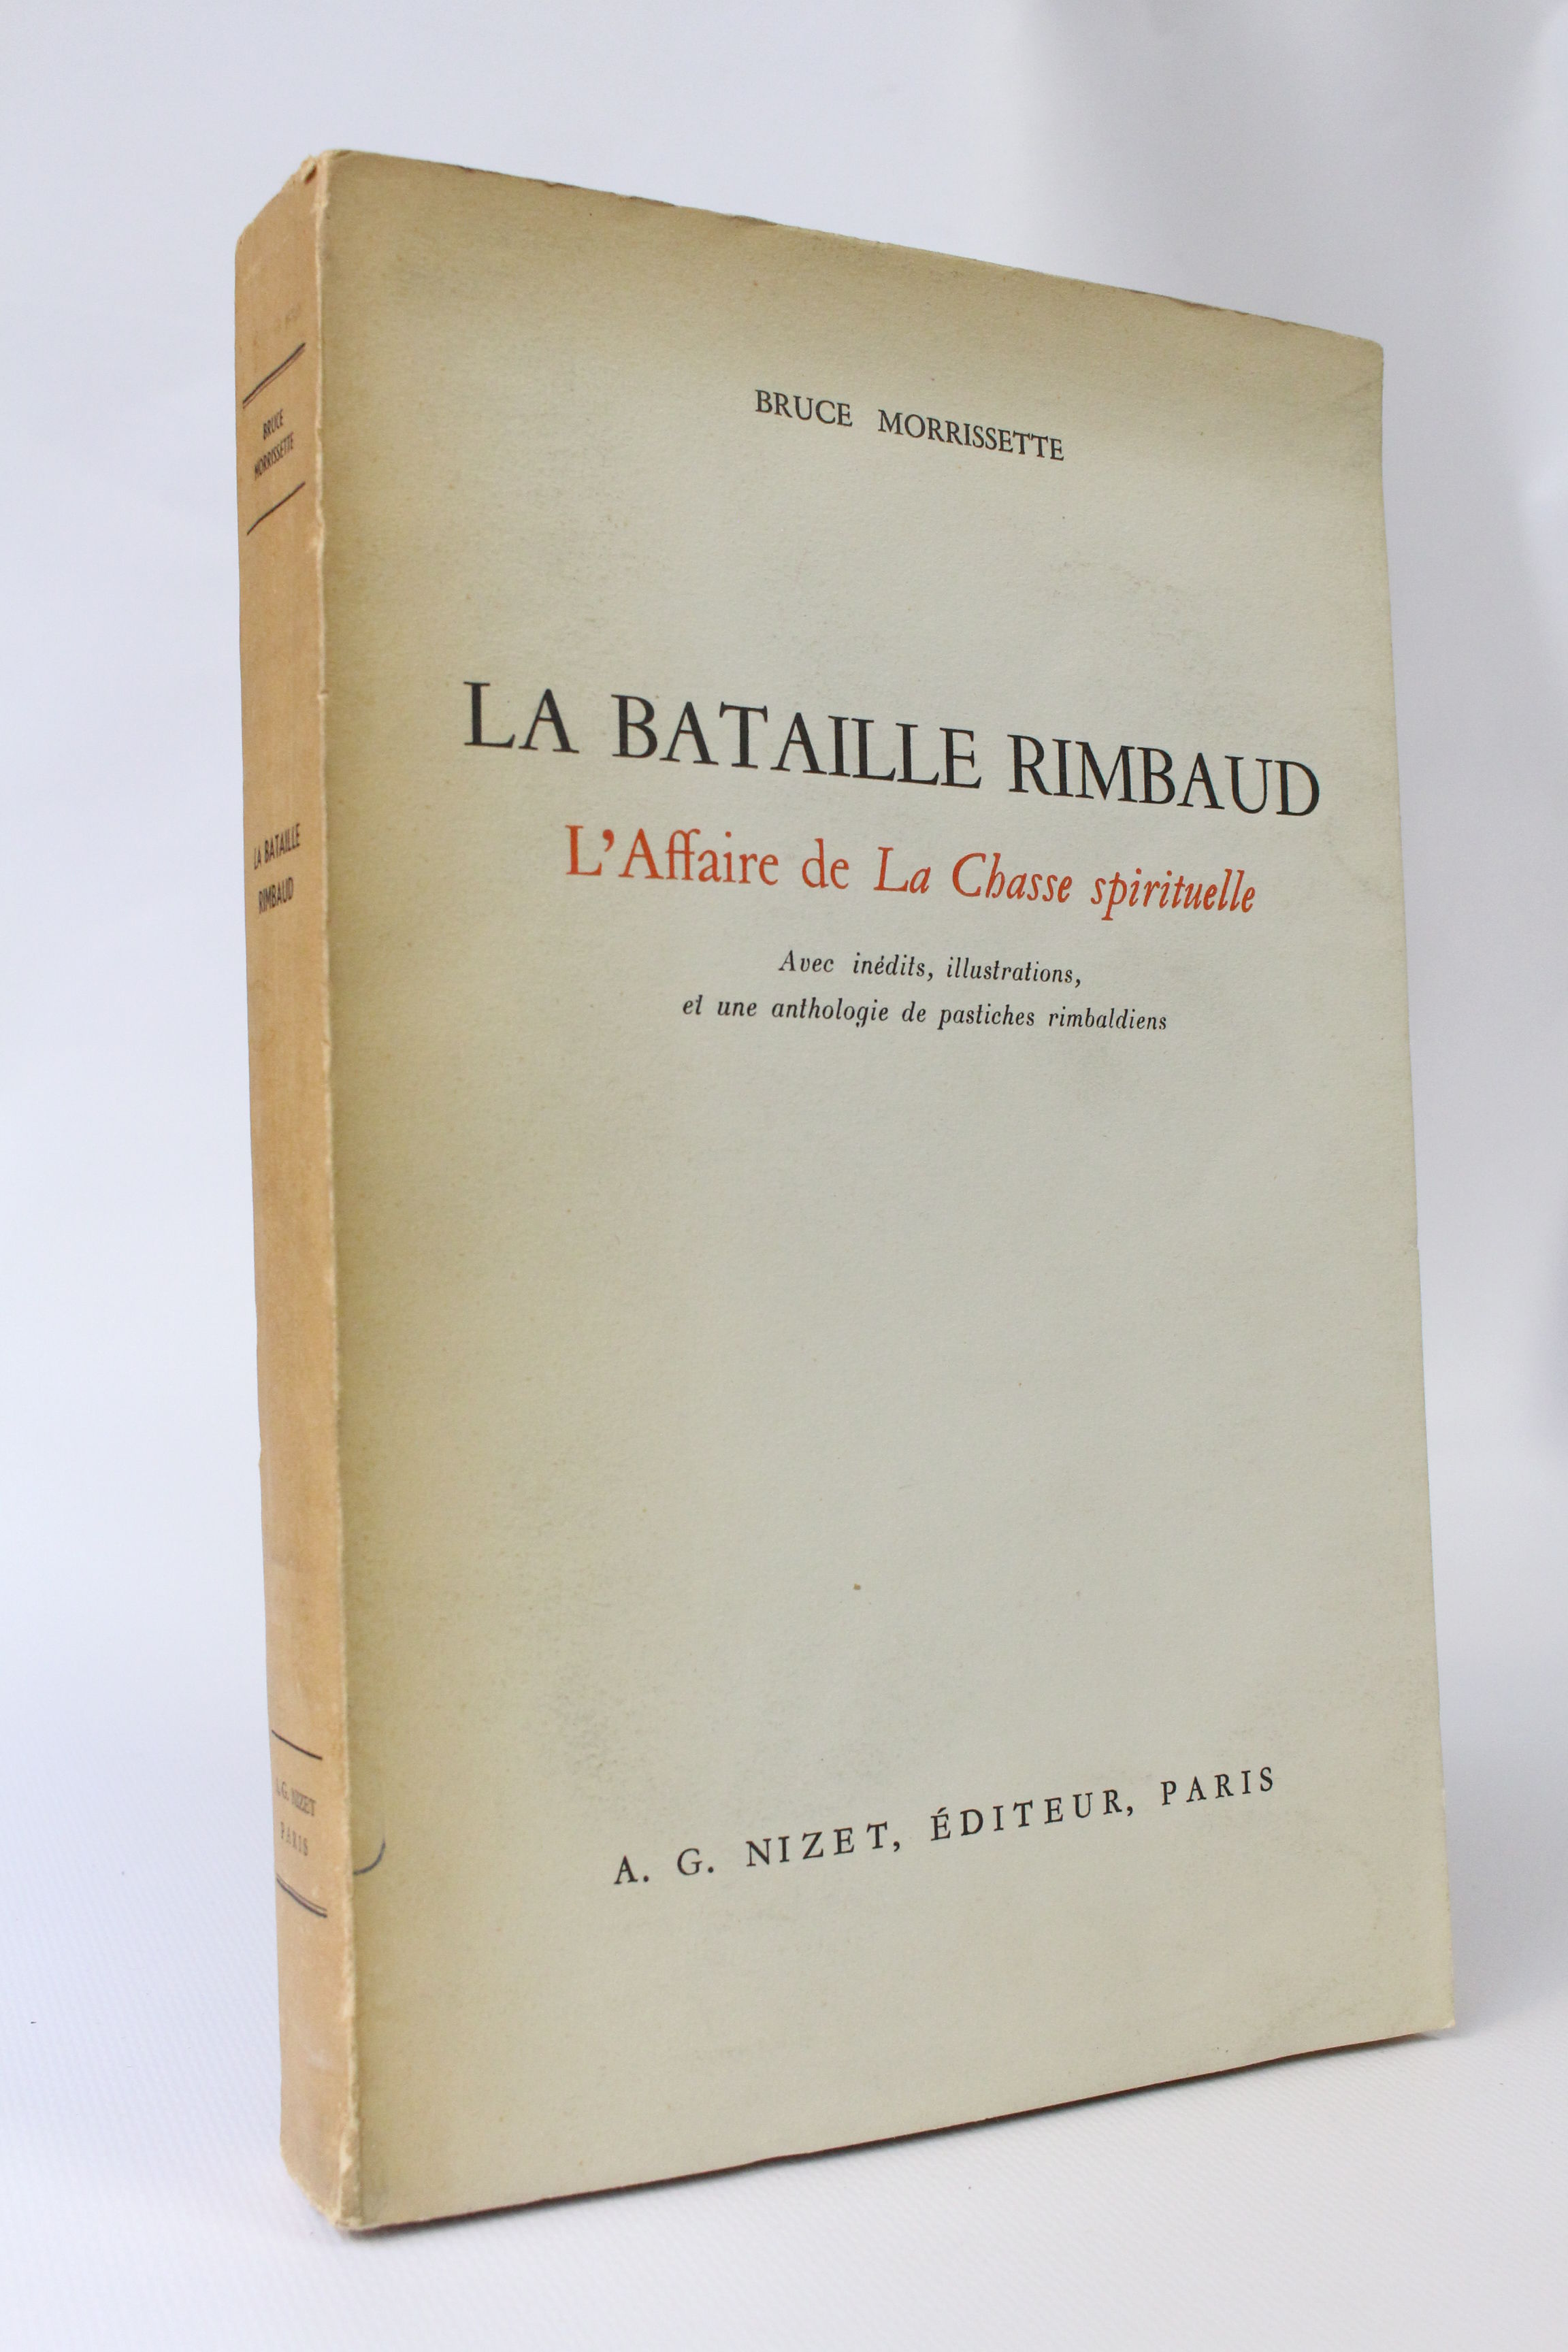 BRUCE
MORRISSETTE
LA BATAILLE
RIMBAUD
A. G. NIZET
PARIS
BRUCE MORRISSETTE
LA BATAILLE RIMBAUD
L'Affaire de La Chasse spirituelle
Avec inédits, illustrations,
et une anthologie de pastiches rimbaldiens
A. G. NIZET, ÉDITEUR, PARIS